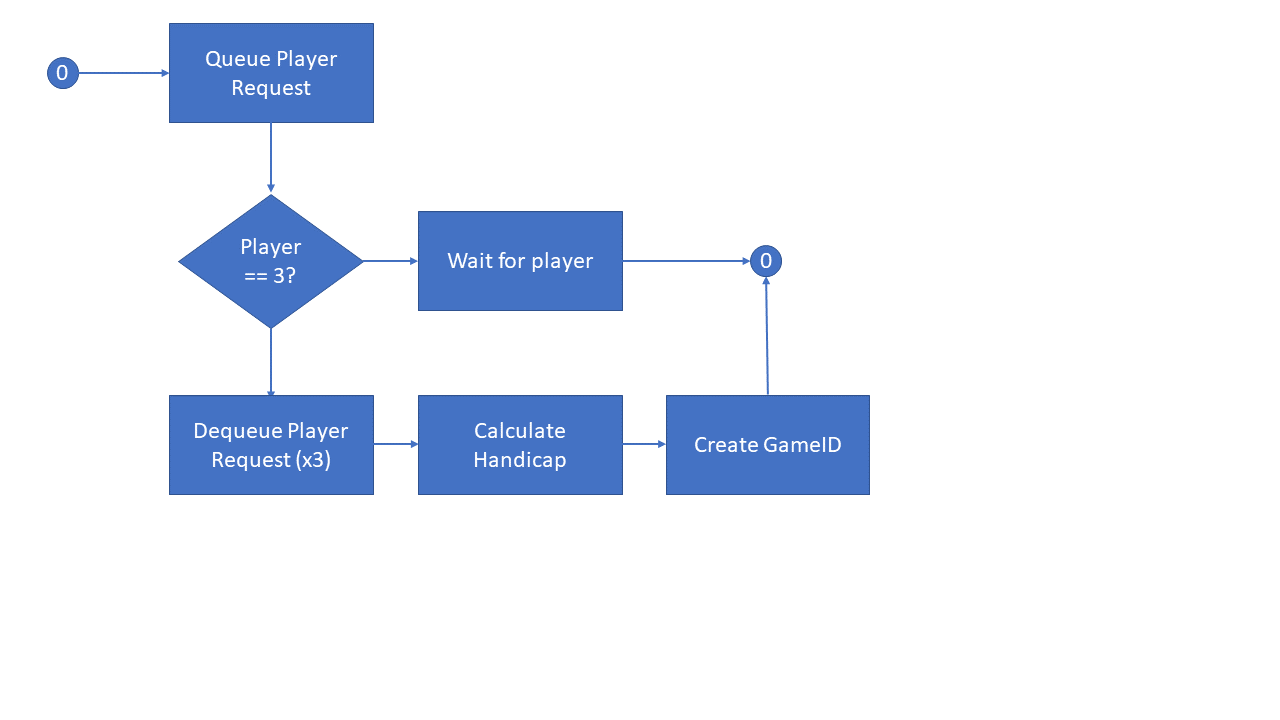 0
Queue Player
Request
Player
== 3?
Wait for player
0
Dequeue Player
Request (x3)
Calculate
Handicap
Create GameID